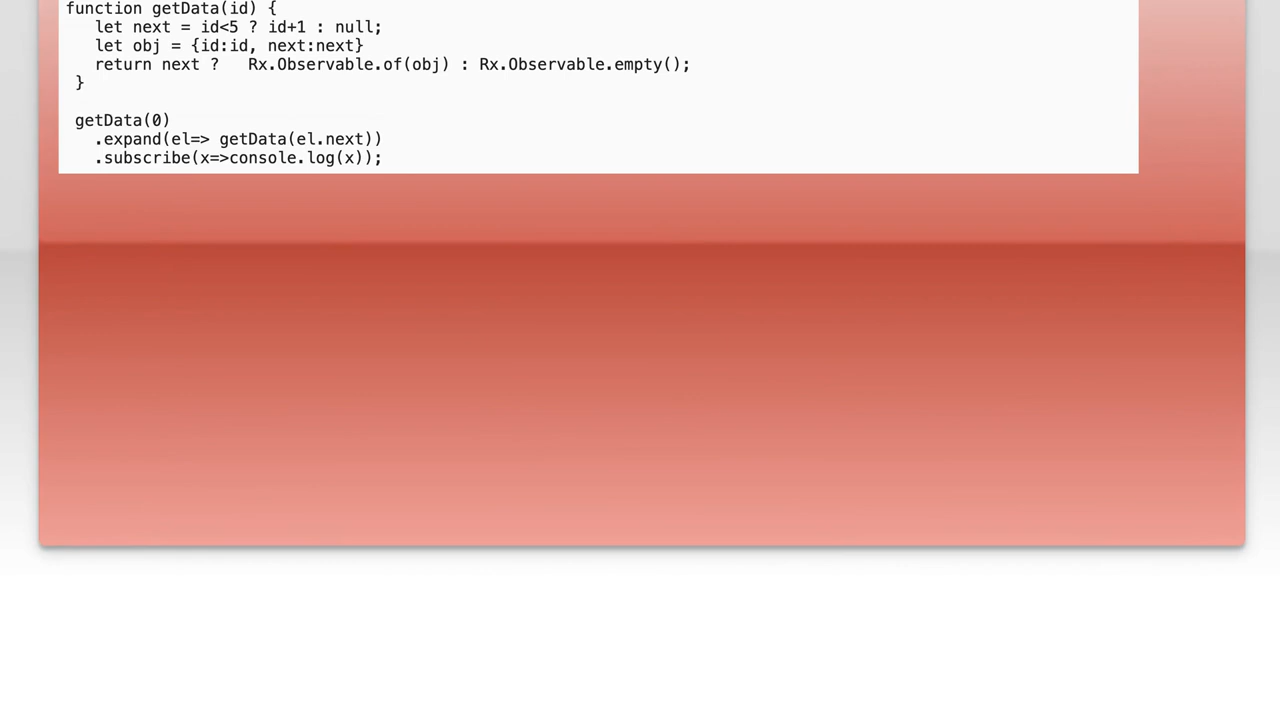 function getData(id) {
let next = id<5 ? id+1 : null;
let obj = {id:id, next:next}
return next ?   Rx.Observable.of(obj) : Rx.Observable.empty();
}
getData(0)
.expand(el=> getData(el.next))
.subscribe(x=>console.log(x));